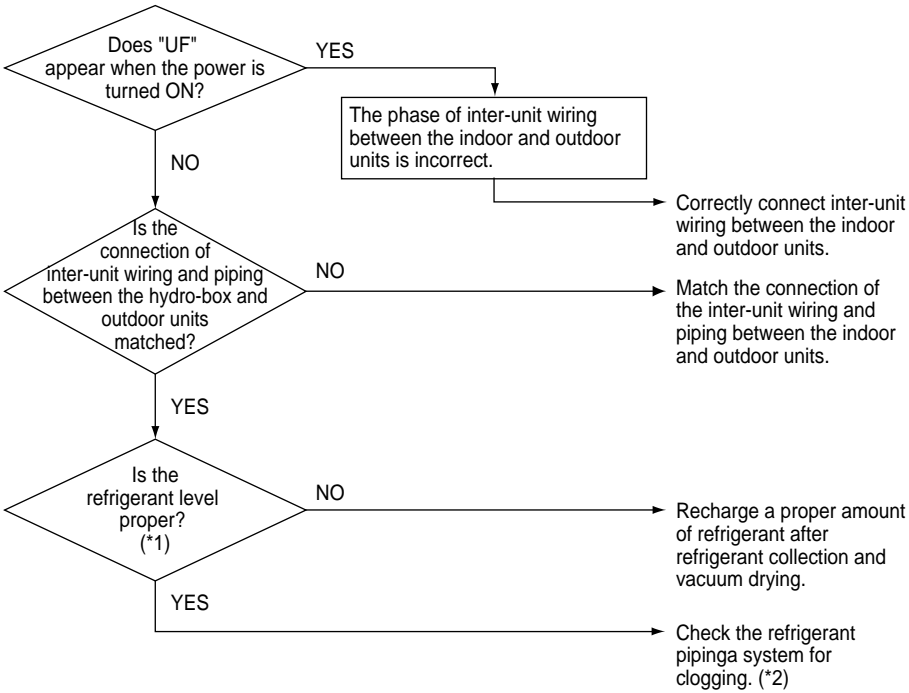 Does "UF"
appear when the power is
turned ON?
YES
The phase of inter-unit wiring
between the indoor and outdoor
units is incorrect.
NO
Correctly connect inter-unit
wiring between the indoor
and outdoor units.
Is the
connection of
inter-unit wiring and piping
between the hydro-box and
outdoor units
matched?
NO
Match the connection of
the inter-unit wiring and
piping between the indoor
and outdoor units.
YES
Is the
refrigerant level
proper?
(*1)
NO
Recharge a proper amount
of refrigerant after
refrigerant collection and
vacuum drying.
YES
Check the refrigerant
pipinga system for
clogging. (*2)